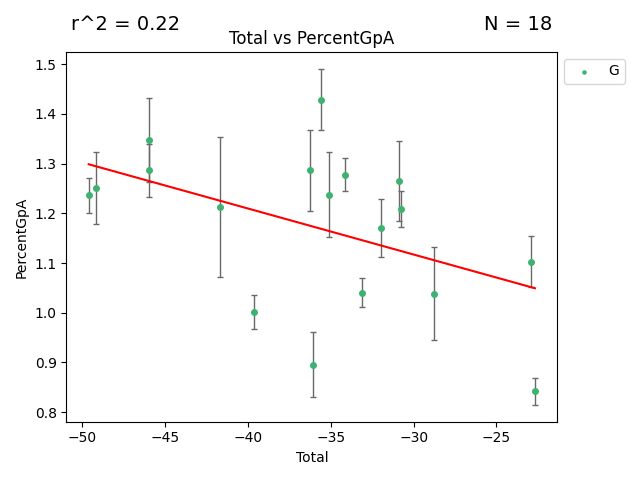 r^2 = 0.22
N = 18
Total vs PercentGpA
G
PercentGpA
1.5
1.4
1.3
1.2
1.1
1.0
0.9
0.8
−50
−45
−40
−35
−30
−25
Total